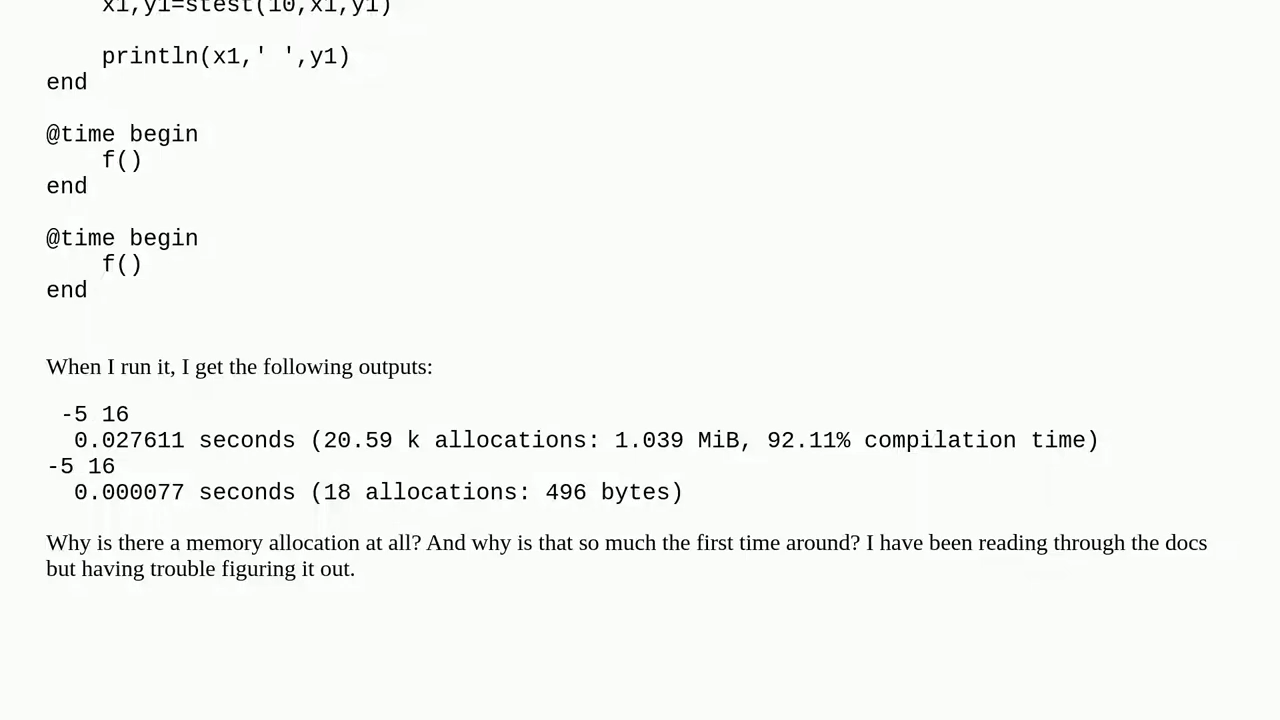 x1,y1=stest(10,x1,y1)
println(x1,' ',y1)
end
@time begin
f()
end
@time begin
f()
end
When I run it, I get the following outputs:
-5 16
0.027611 seconds (20.59 k allocations: 1.039 MiB, 92.11% compilation time)
-5 16
0.000077 seconds (18 allocations: 496 bytes)
Why is there a memory allocation at all? And why is that so much the first time around? I have been reading through the docs
but having trouble figuring it out.